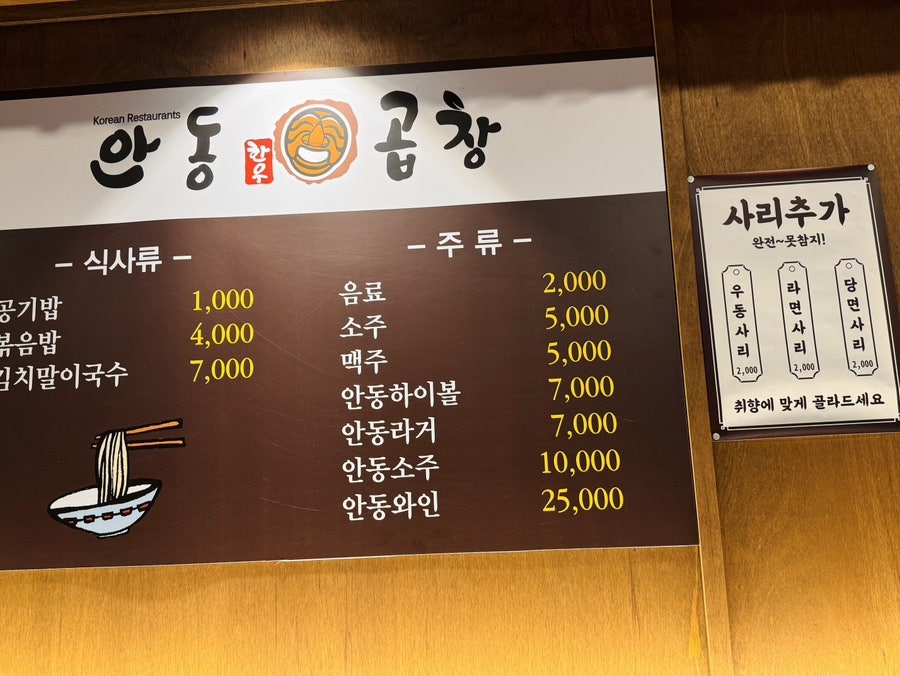 Korean Restaurants
안동 한우 곱창
- 식사류 -
공기밥 1,000
볶음밥 4,000
김치말이국수 7,000
- 주류 -
음료 2,000
소주 5,000
맥주 5,000
안동하이볼 7,000
안동라거 7,000
안동소주 10,000
안동와인 25,000
사리추가
완전~못참지!
우동사리 2,000
라면사리 2,000
당면사리 2,000
취향에 맞게 골라드세요